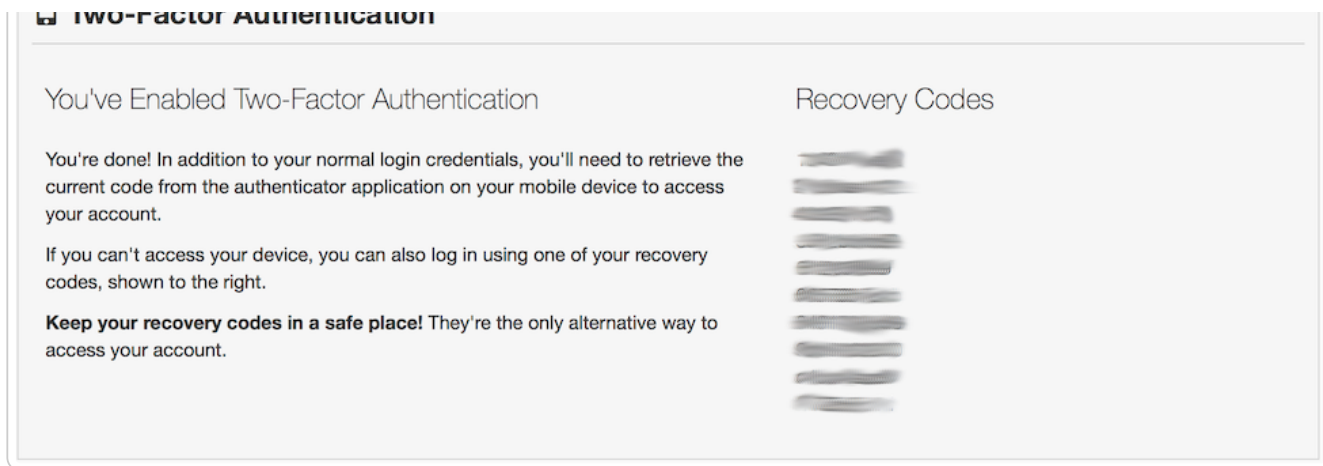 Two-Factor Authentication
You've Enabled Two-Factor Authentication
You're done! In addition to your normal login credentials, you'll need to retrieve the
current code from the authenticator application on your mobile device to access
your account.
If you can't access your device, you can also log in using one of your recovery
codes, shown to the right.
Keep your recovery codes in a safe place! They're the only alternative way to
access your account.
Recovery Codes